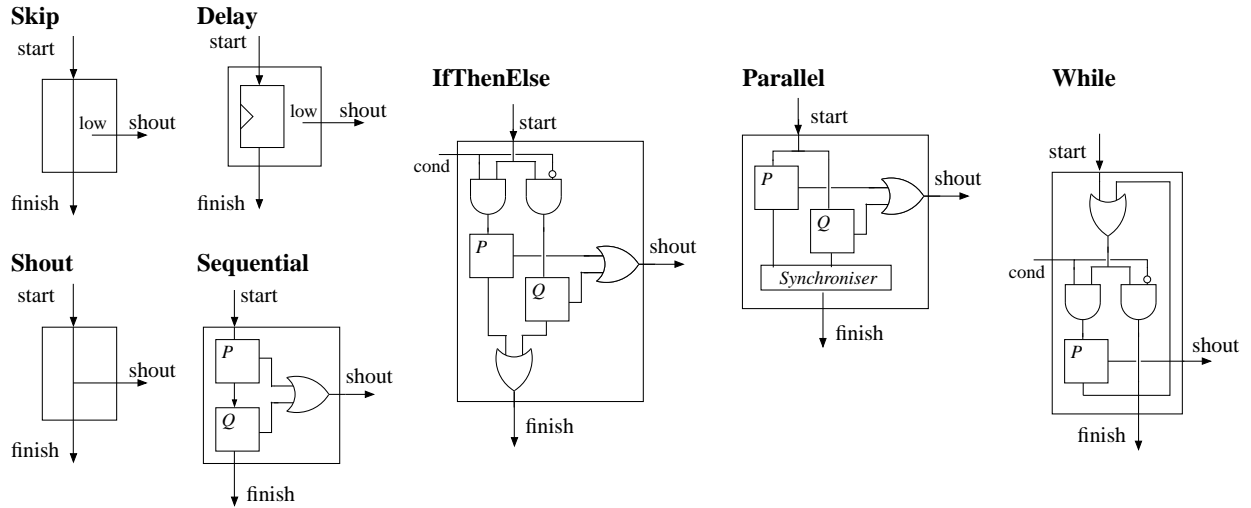 Skip
start
low
shout
finish
Delay
start
low
shout
finish
IfThenElse
start
cond
P
Q
shout
finish
Parallel
start
P
Q
shout
Synchroniser
finish
While
start
cond
P
shout
finish
Shout
start
shout
finish
Sequential
start
P
Q
shout
finish